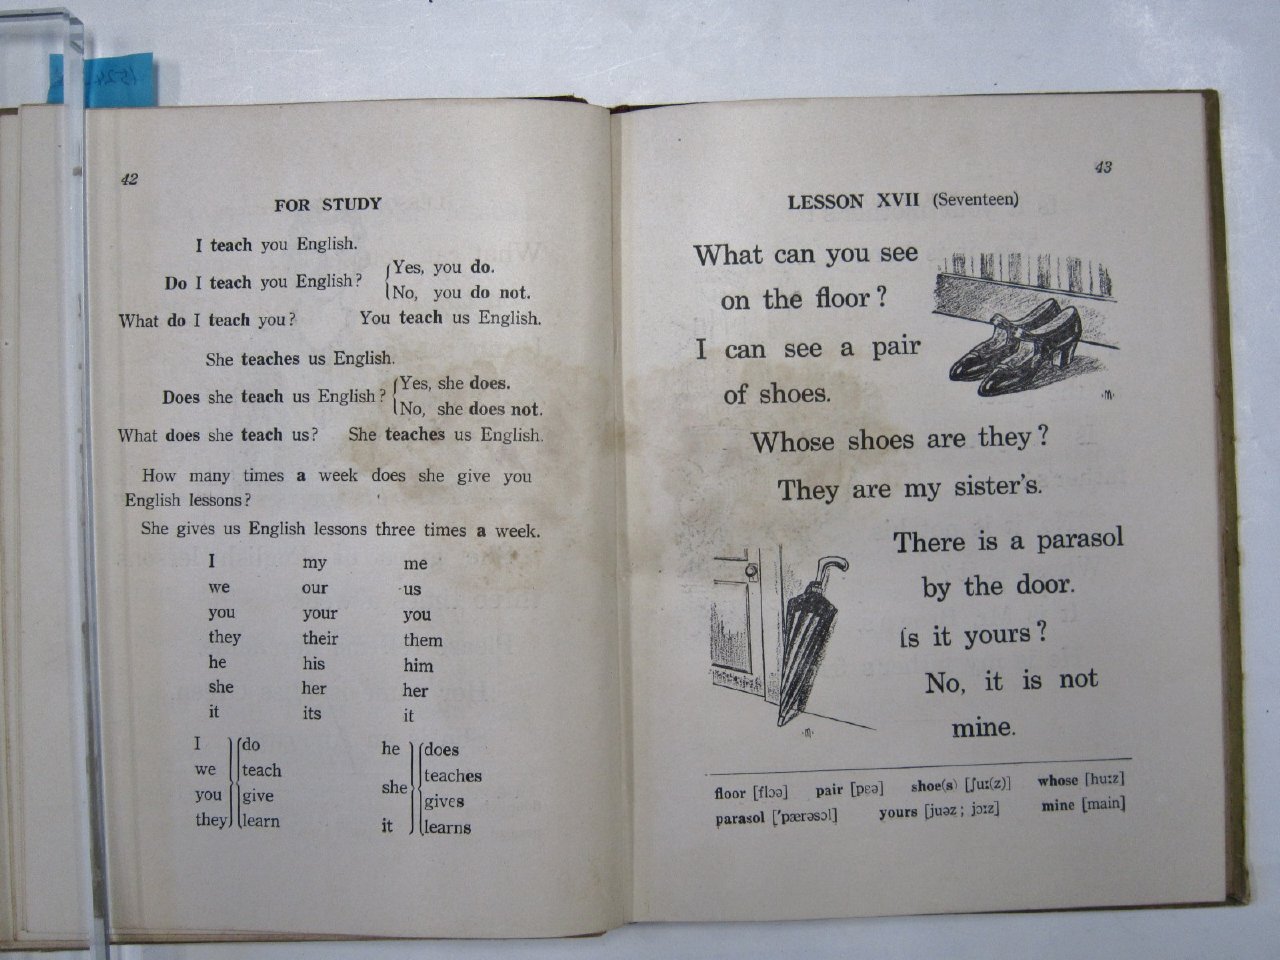 42
FOR STUDY
I teach you English.
Do I teach you English? {Yes, you do.
{No, you do not.
What do I teach you? You teach us English.
She teaches us English.
Does she teach us English? {Yes, she does.
{No, she does not.
What does she teach us? She teaches us English.
How many times a week does she give you
English lessons?
She gives us English lessons three times a week.
I my me
we our us
you your you
they their them
he his him
she her her
it its it
I do
we teach
you give
they learn
he does
she teaches
gives
it learns
43
LESSON XVII (Seventeen)
What can you see
on the floor?
I can see a pair
of shoes.
Whose shoes are they?
They are my sister's.
There is a parasol
by the door.
Is it yours?
No, it is not
mine.
floor [flɔə] pair [pɛə] shoe(s) [ʃuː(z)] whose [huːz]
parasol ['pærəsɔl] yours [juəz; jɔːz] mine [main]